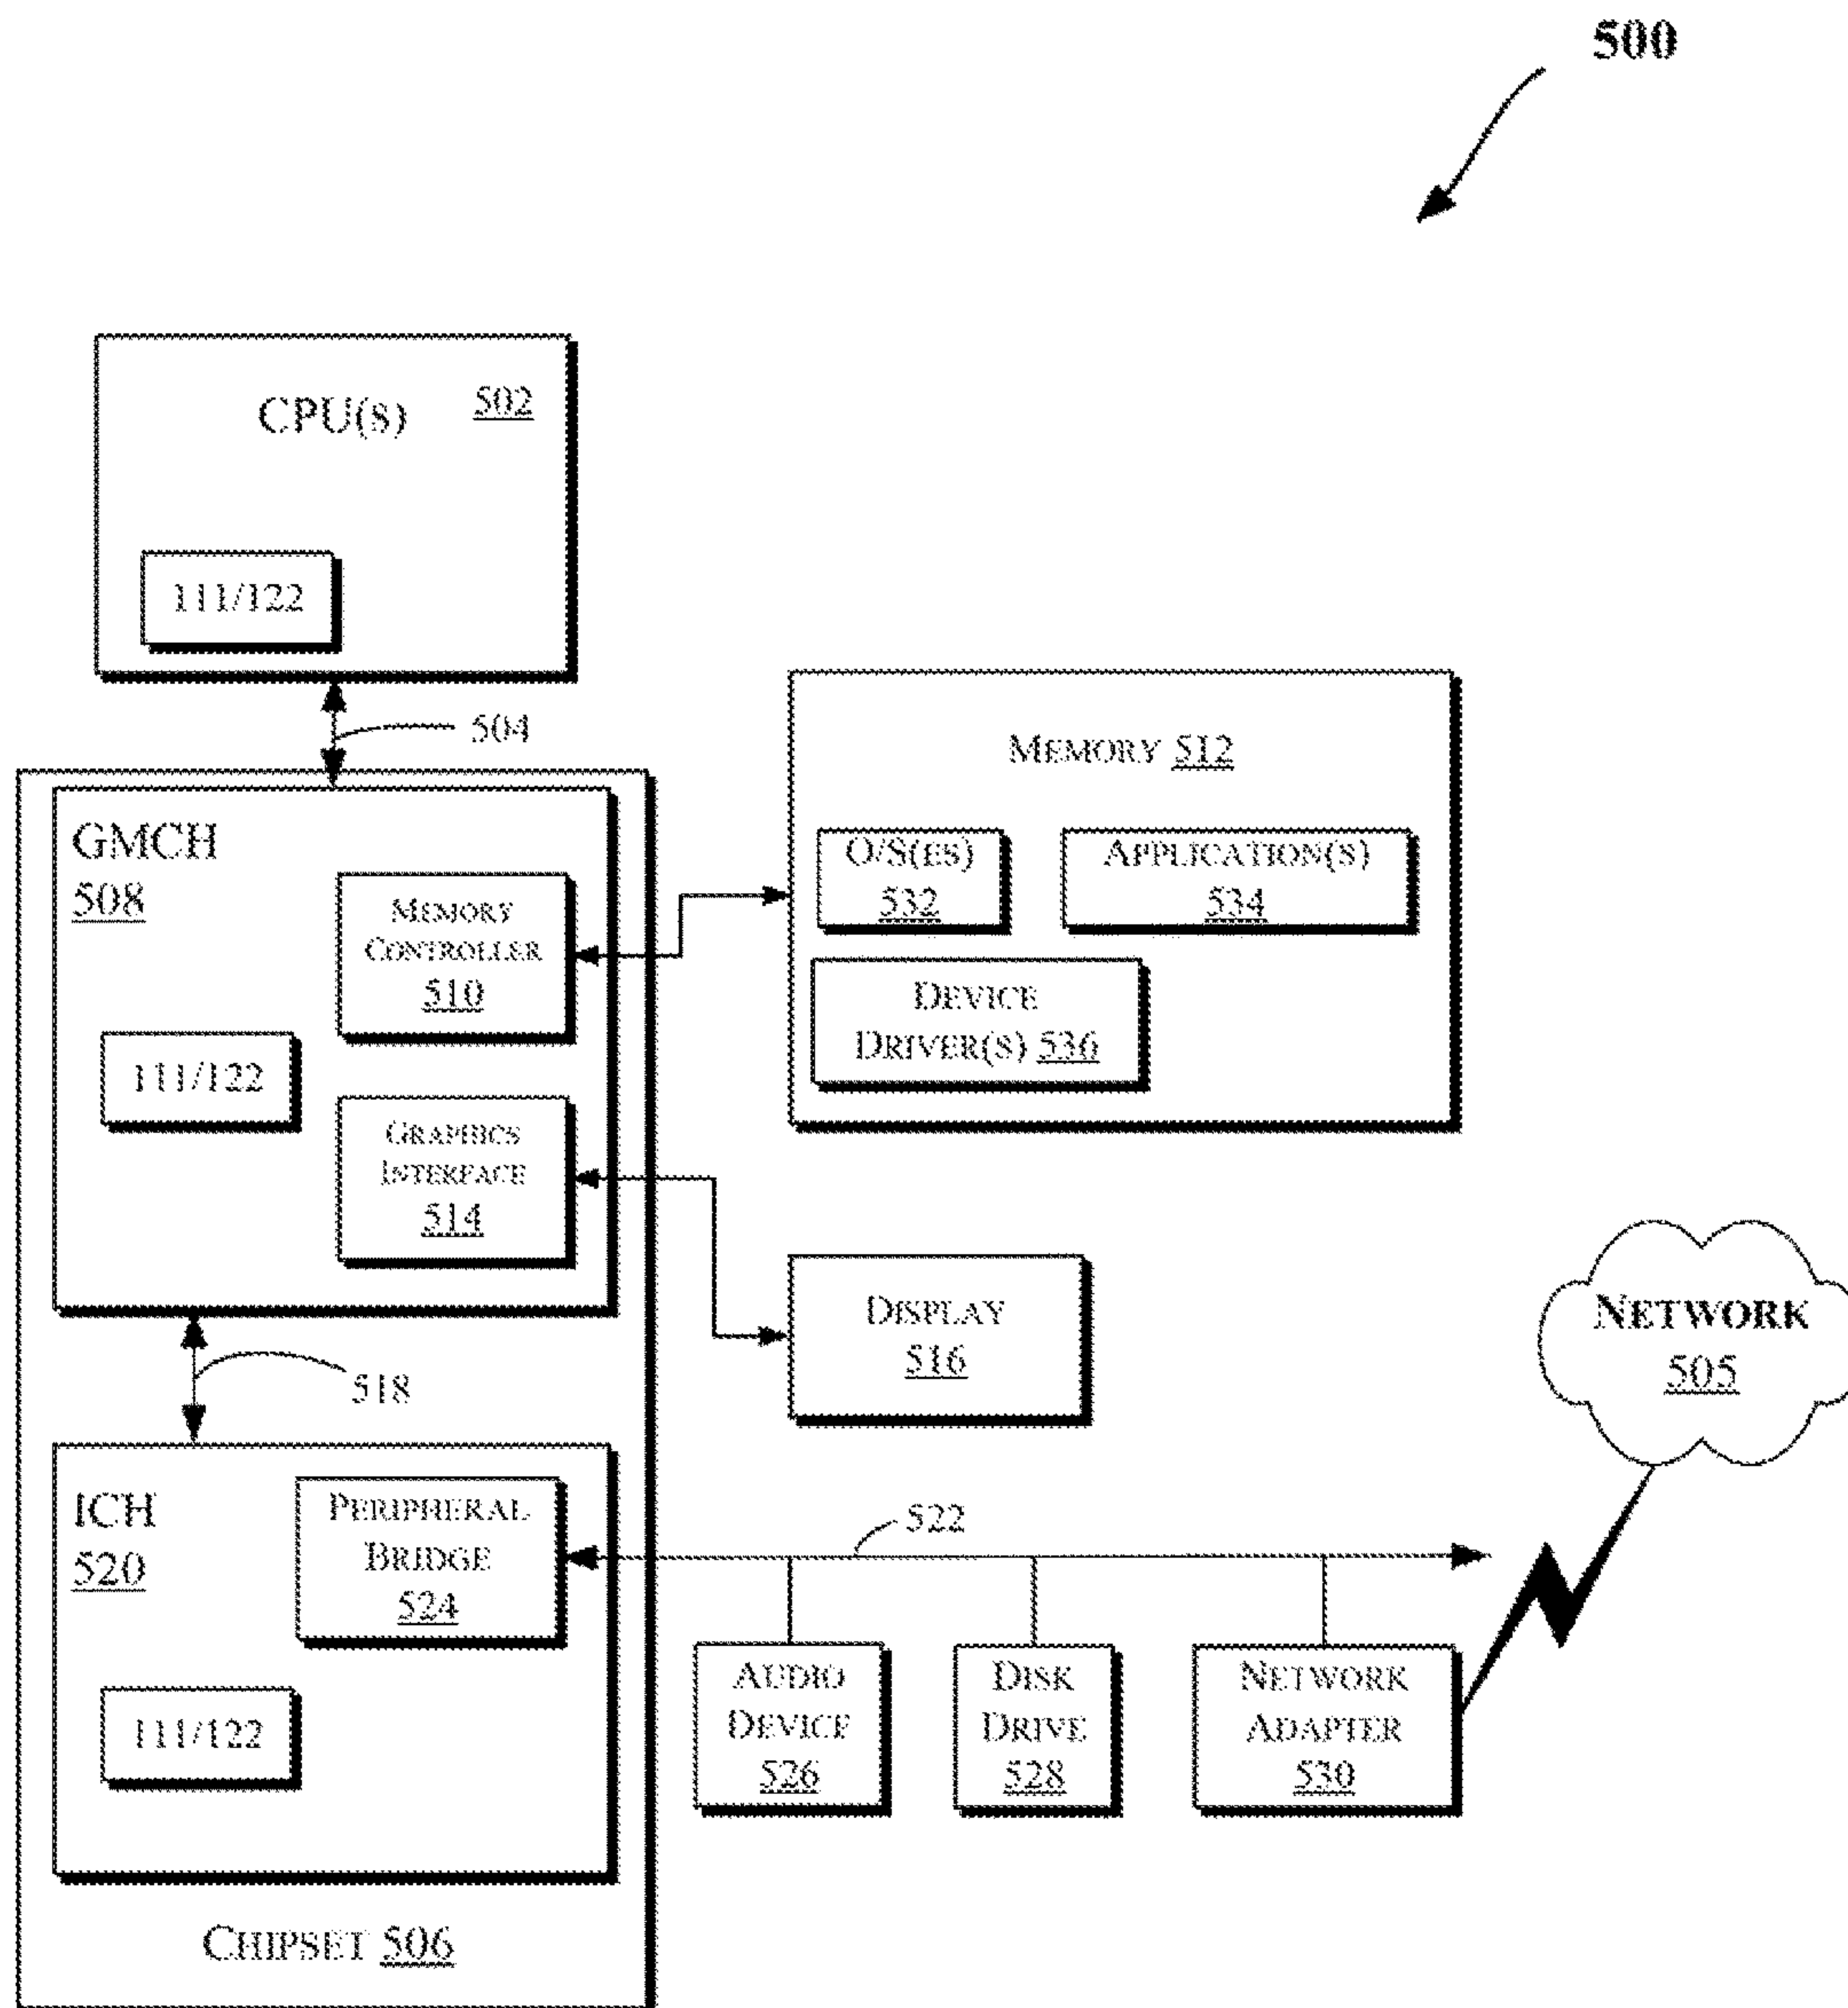 500
CPU(S)
502
111/122
504
GMCH
508
MEMORY
CONTROLLER
510
111/122
GRAPHICS
INTERFACE
514
MEMORY 512
O/S(ES)
532
APPLICATION(S)
534
DEVICE
DRIVER(S) 536
DISPLAY
516
NETWORK
505
518
ICH
520
PERIPHERAL
BRIDGE
524
111/122
522
AUDIO
DEVICE
526
DISK
DRIVE
528
NETWORK
ADAPTER
530
CHIPSET 506